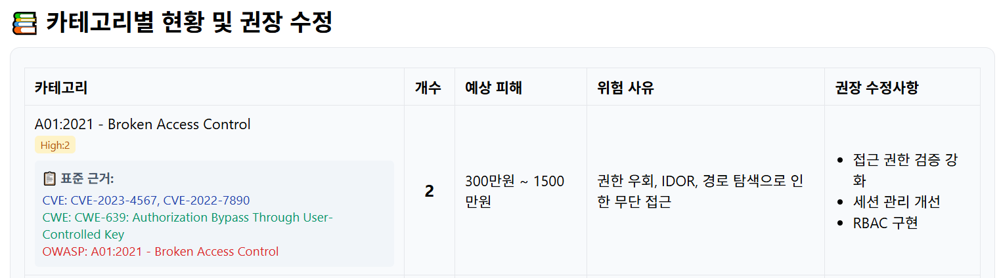 카테고리별 현황 및 권장 수정
카테고리
개수
예상 피해
위험 사유
권장 수정사항
A01:2021 - Broken Access Control
High:2
표준 근거:
CVE: CVE-2023-4567, CVE-2022-7890
CWE: CWE-639: Authorization Bypass Through User-
Controlled Key
OWASP: A01:2021 - Broken Access Control
2
300만원 ~ 1500
만원
권한 우회, IDOR, 경로 탐색으로 인
한 무단 접근
• 접근 권한 검증 강
화
• 세션 관리 개선
• RBAC 구현